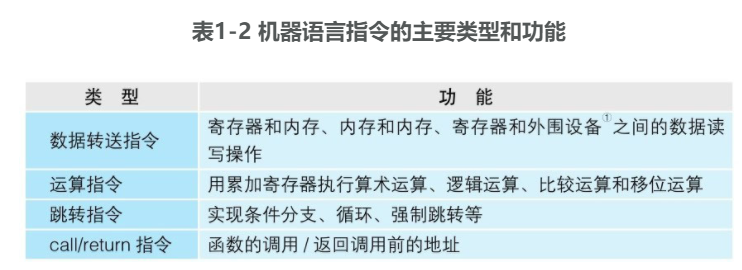 表1-2 机器语言指令的主要类型和功能
类 型 功 能
数据转送指令 寄存器和内存、内存和内存、寄存器和外围设备①之间的数据读
写操作
运算指令 用累加寄存器执行算术运算、逻辑运算、比较运算和移位运算
跳转指令 实现条件分支、循环、强制跳转等
call/return 指令 函数的调用 / 返回调用前的地址